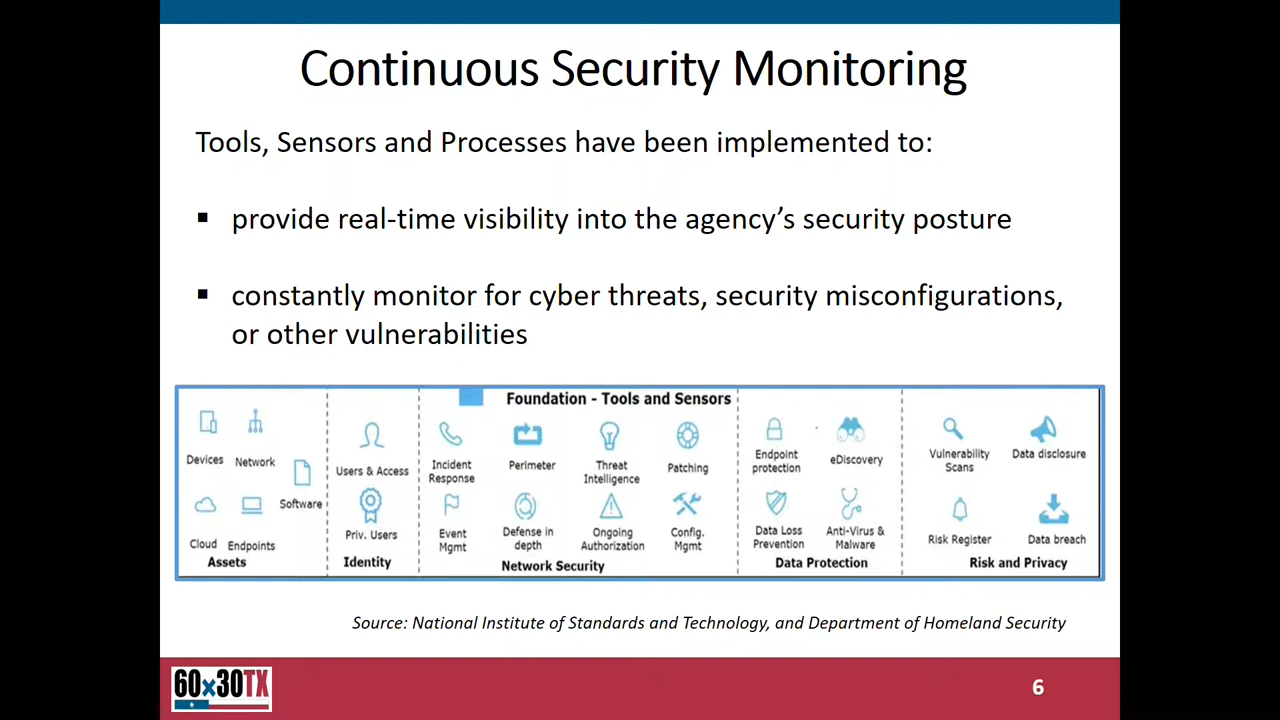 Continuous Security Monitoring
Tools, Sensors and Processes have been implemented to:
▪ provide real-time visibility into the agency's security posture
▪ constantly monitor for cyber threats, security misconfigurations,
or other vulnerabilities
Foundation - Tools and Sensors
Devices
Network
Software
Cloud
Endpoints
Assets
Users & Access
Priv. Users
Identity
Incident
Response
Perimeter
Threat
Intelligence
Patching
Event
Mgmt
Defense in
depth
Ongoing
Authorization
Config.
Mgmt
Network Security
Endpoint
protection
eDiscovery
Data Loss
Prevention
Anti-Virus &
Malware
Data Protection
Vulnerability
Scans
Data disclosure
Risk Register
Data breach
Risk and Privacy
Source: National Institute of Standards and Technology, and Department of Homeland Security
60x30TX
6